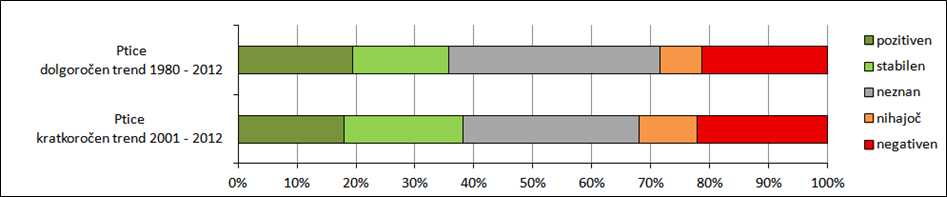 Ptice
dolgoročen trend 1980 - 2012
Ptice
kratkoročen trend 2001 - 2012
0% 10% 20% 30% 40% 50% 60% 70% 80% 90% 100%
pozitiven
stabilen
neznan
nihajoč
negativen